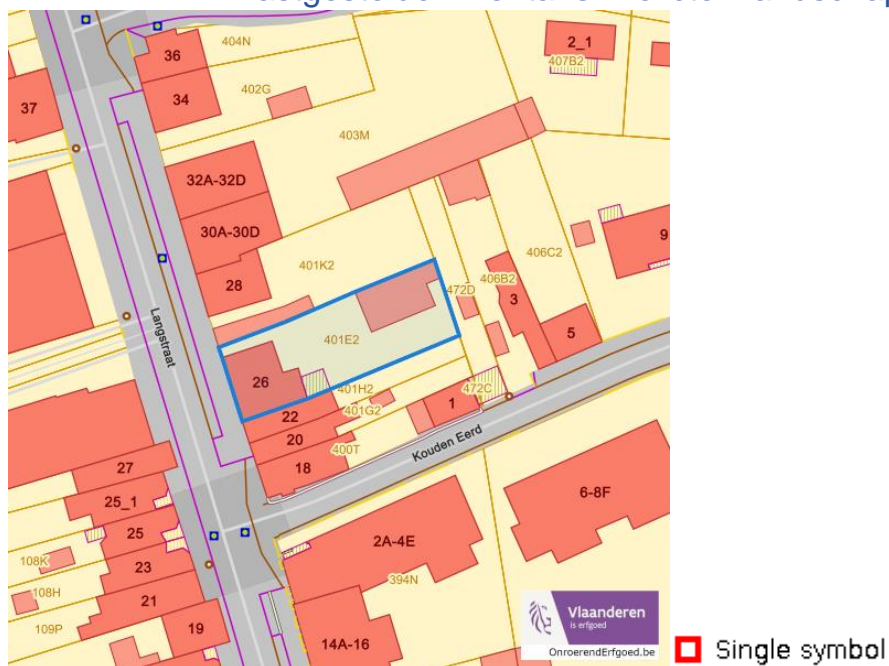 36
404N
2_1
407B2
37
34
402G
403M
32A-32D
30A-30D
406C2
9
401K2
28
406B2
472D
3
5
Langstraat
401E2
26
401H2
472C
401G2
1
22
20
400T
Kouden Eerd
18
27
25_1
6-8F
25
2A-4E
108K
23
394N
108H
21
109P
19
14A-16
Vlaanderen
is erfgoed
OnroerendErfgoed.be
Single symbol